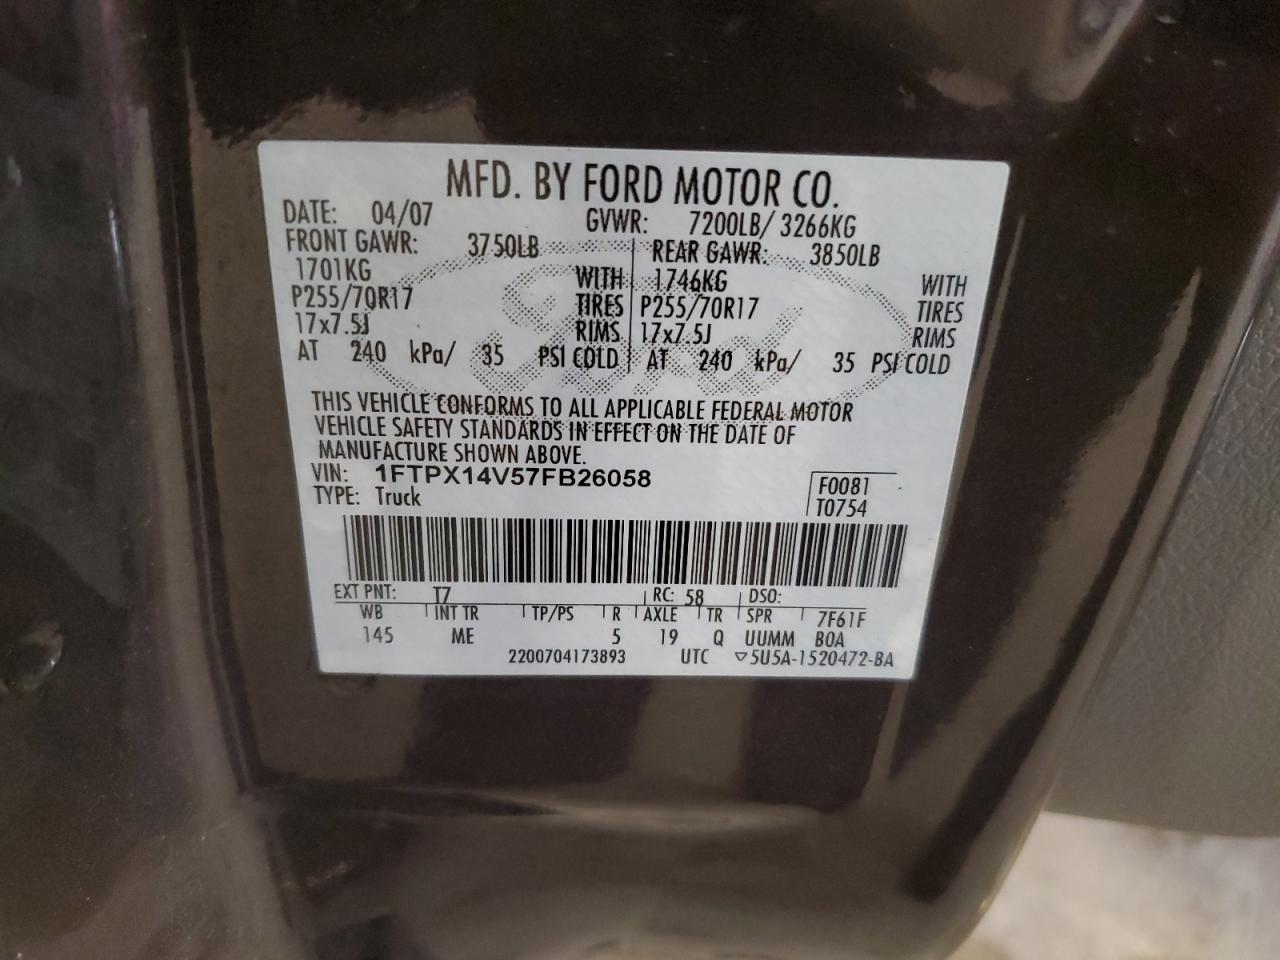 MFD. BY FORD MOTOR CO.
DATE: 04/07 GVWR: 7200LB/ 3266KG
FRONT GAWR: 3750LB REAR GAWR: 3850LB
1701KG WITH 1746KG WITH
P255/70R17 TIRES P255/70R17 TIRES
17x7.5J RIMS 17x7.5J RIMS
AT 240 kPa/ 35 PSI COLD AT 240 kPa/ 35 PSI COLD
THIS VEHICLE CONFORMS TO ALL APPLICABLE FEDERAL MOTOR
VEHICLE SAFETY STANDARDS IN EFFECT ON THE DATE OF
MANUFACTURE SHOWN ABOVE.
VIN: 1FTPX14V57FB26058 F0081
TYPE: Truck T0754
EXT PNT: T7 RC: 58 DSO:
WB INT TR TP/PS R AXLE TR SPR 7F61F
145 ME 5 19 Q UUMM BOA
2200704173893 UTC ▽5U5A-1520472-BA